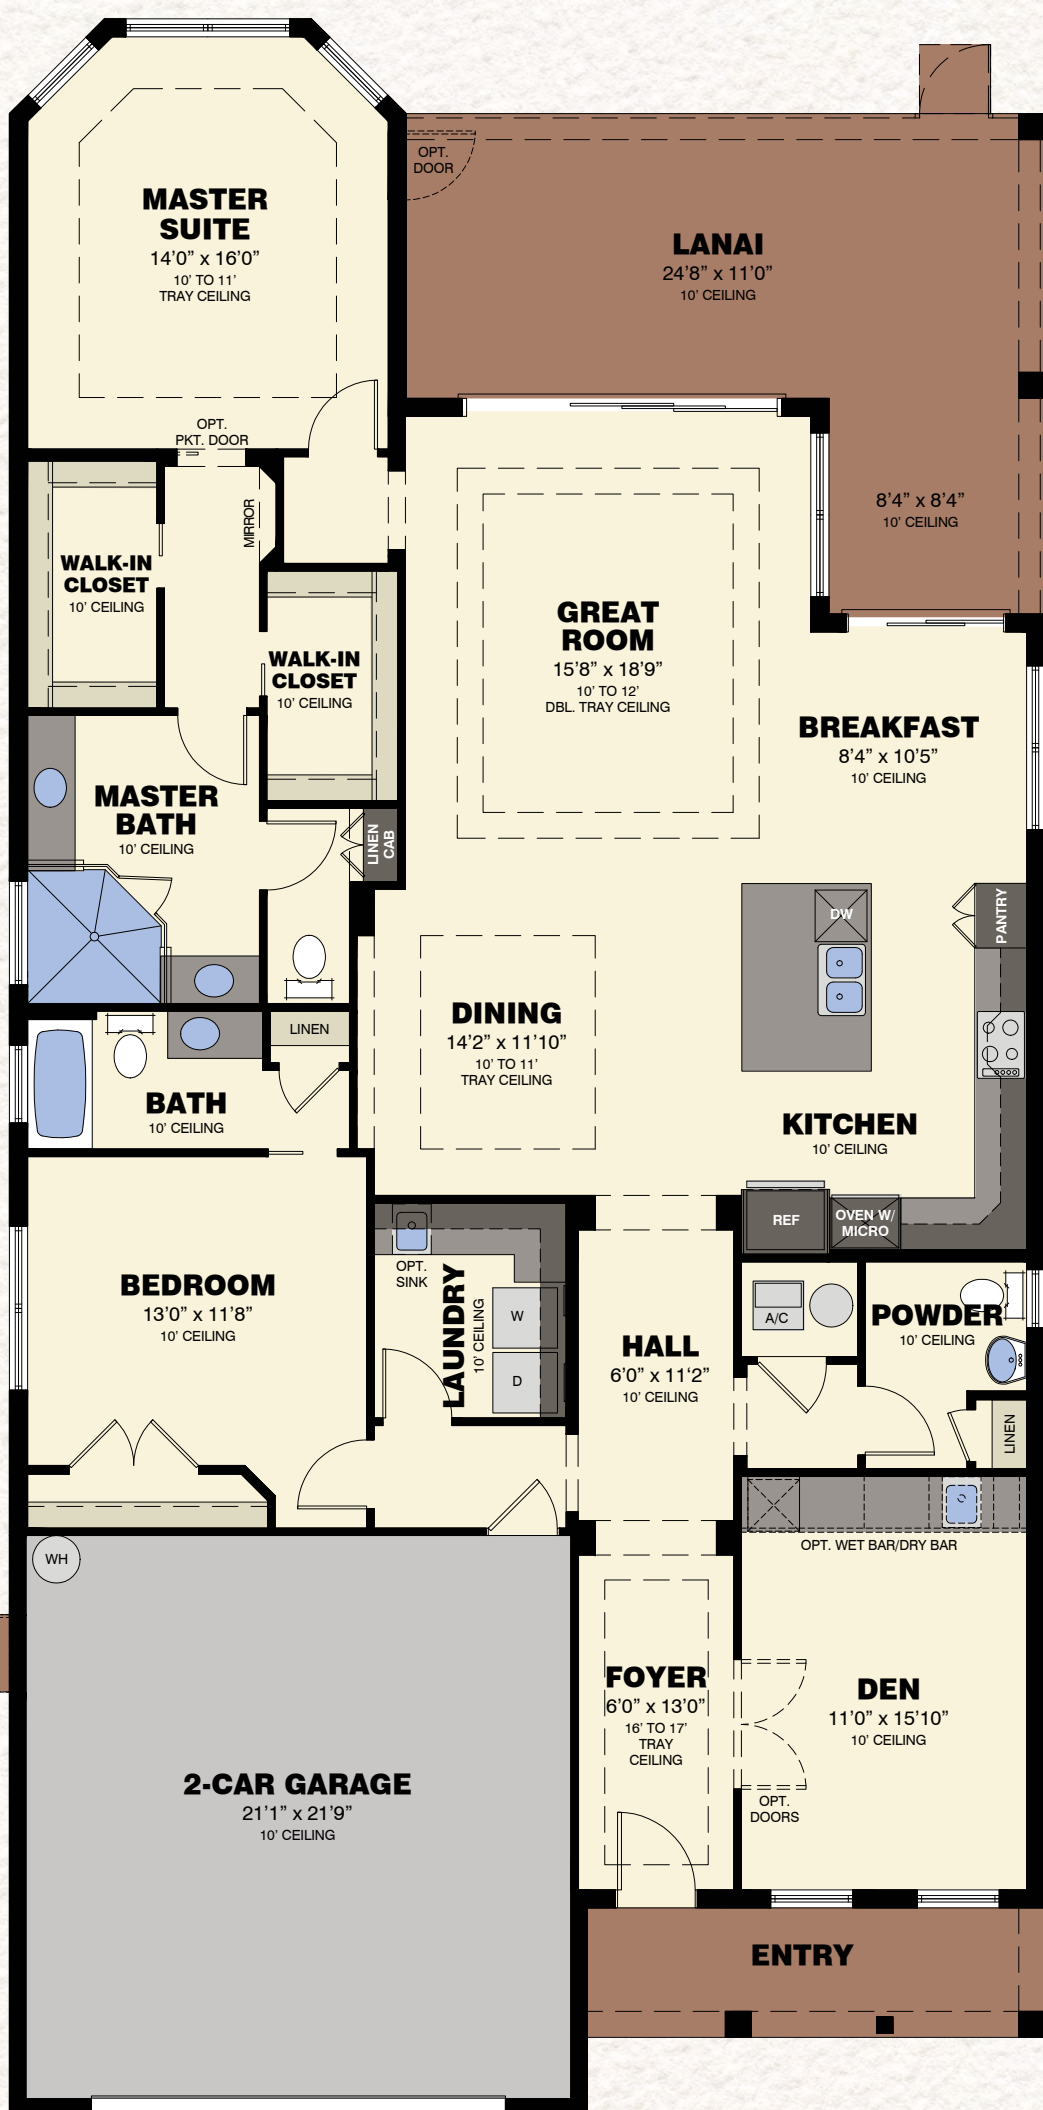 MASTER
SUITE
14'0" x 16'0"
10' TO 11'
TRAY CEILING
OPT.
DOOR
LANAI
24'8" x 11'0"
10' CEILING
OPT.
PKT. DOOR
MIRROR
8'4" x 8'4"
10' CEILING
WALK-IN
CLOSET
10' CEILING
WALK-IN
CLOSET
10' CEILING
GREAT
ROOM
15'8" x 18'9"
10' TO 12'
DBL. TRAY CEILING
BREAKFAST
8'4" x 10'5"
10' CEILING
MASTER
BATH
10' CEILING
LINEN
CAB
DW
PANTRY
DINING
14'2" x 11'10"
10' TO 11'
TRAY CEILING
LINEN
BATH
10' CEILING
KITCHEN
10' CEILING
REF
OVEN W/
MICRO
BEDROOM
13'0" x 11'8"
10' CEILING
OPT.
SINK
LAUNDRY
10' CEILING
W
D
HALL
6'0" x 11'2"
10' CEILING
A/C
POWDER
10' CEILING
LINEN
OPT. WET BAR/DRY BAR
WH
FOYER
6'0" x 13'0"
16' TO 17'
TRAY
CEILING
DEN
11'0" x 15'10"
10' CEILING
OPT.
DOORS
2-CAR GARAGE
21'1" x 21'9"
10' CEILING
ENTRY